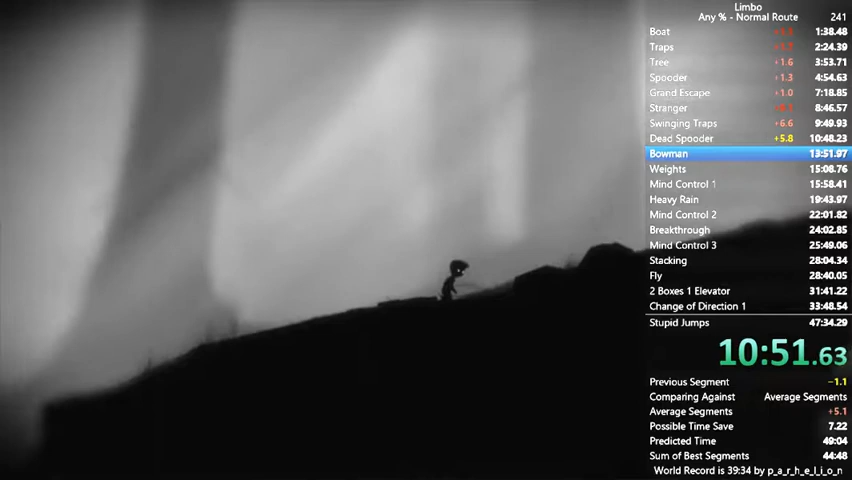 Limbo
Any % - Normal Route 241
Boat 1:38.48
Traps 2:24.39
Tree +1.6 3:53.71
Spooder +1.3 4:54.63
Grand Escape +1.0 7:18.85
Stranger 8:46.57
Swinging Traps +6.6 9:49.93
Dead Spooder +5.8 10:48.23
Bowman 13:51.97
Weights 15:08.76
Mind Control 1 15:58.41
Heavy Rain 19:43.97
Mind Control 2 22:01.82
Breakthrough 24:02.85
Mind Control 3 25:49.06
Stacking 28:04.34
Fly 28:40.05
2 Boxes 1 Elevator 31:41.22
Change of Direction 1 33:48.54
Stupid Jumps 47:34.29
10:51.63
Previous Segment −1.1
Comparing Against Average Segments
Average Segments +5.1
Possible Time Save 7.22
Predicted Time 49:04
Sum of Best Segments 44:48
World Record is 39:34 by p_a_r_h_e_l_i_o_n